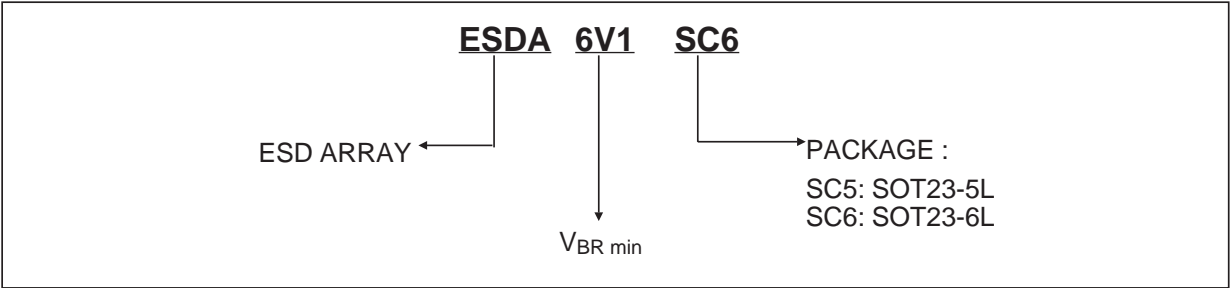 ESDA 6V1 SC6
ESD ARRAY
PACKAGE :
SC5: SOT23-5L
SC6: SOT23-6L
VBR min